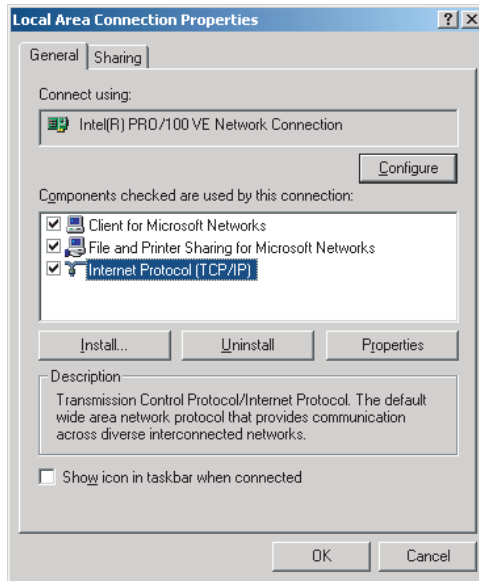 Local Area Connection Properties
General Sharing
Connect using:
Intel(R) PRO/100 VE Network Connection
Configure
Components checked are used by this connection:
Client for Microsoft Networks
File and Printer Sharing for Microsoft Networks
Internet Protocol (TCP/IP)
Install... Uninstall Properties
Description
Transmission Control Protocol/Internet Protocol. The default
wide area network protocol that provides communication
across diverse interconnected networks.
Show icon in taskbar when connected
OK Cancel